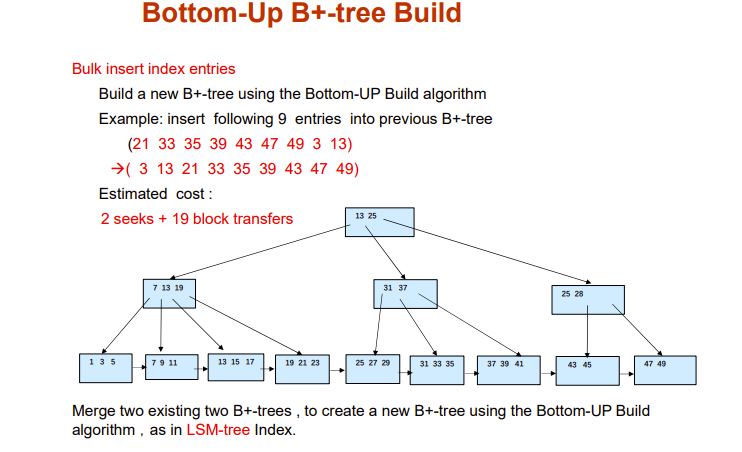 Bottom-Up B+-tree Build
Bulk insert index entries
Build a new B+-tree using the Bottom-UP Build algorithm
Example: insert following 9 entries into previous B+-tree
(21 33 35 39 43 47 49 3 13)
→( 3 13 21 33 35 39 43 47 49)
Estimated cost :
2 seeks + 19 block transfers
13 25
7 13 19
31 37
25 28
1 3 5
7 9 11
13 15 17
19 21 23
25 27 29
31 33 35
37 39 41
43 45
47 49
Merge two existing two B+-trees , to create a new B+-tree using the Bottom-UP Build
algorithm , as in LSM-tree Index.